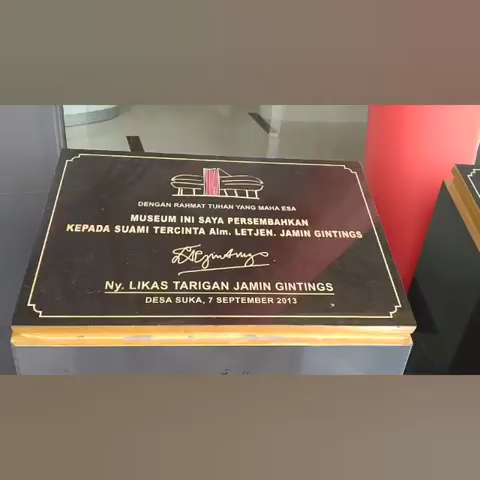 DENGAN RAHMAT TUHAN YANG MAHA ESA
MUSEUM INI SAYA PERSEMBAHKAN
KEPADA SUAMI TERCINTA Alm. LETJEN. JAMIN GINTINGS
Ny. LIKAS TARIGAN JAMIN GINTINGS
DESA SUKA, 7 SEPTEMBER 2013